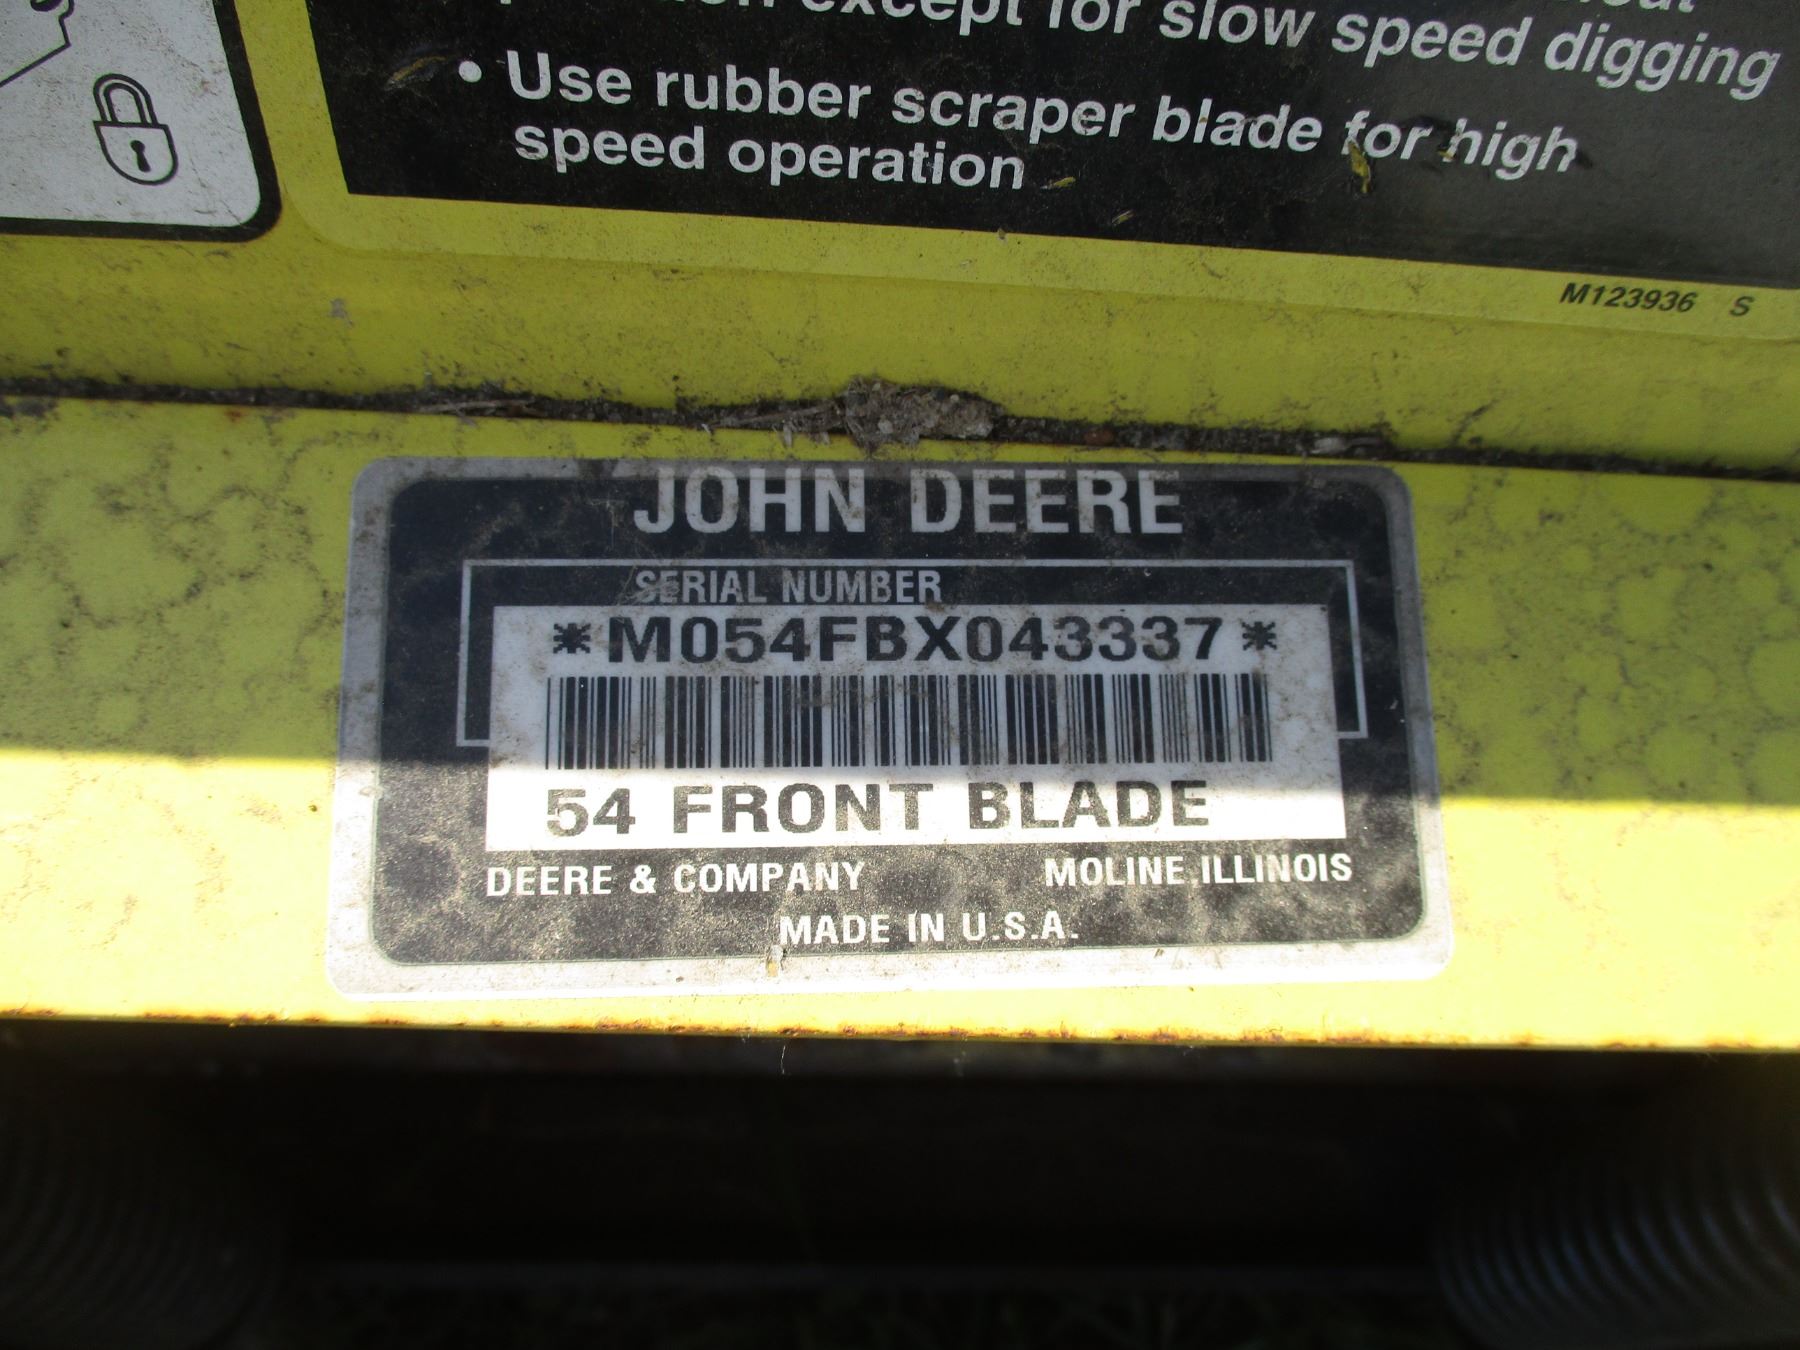 except for slow speed digging
• Use rubber scraper blade for high
speed operation
M123936 S
JOHN DEERE
SERIAL NUMBER
*M054FBX043337*
54 FRONT BLADE
DEERE & COMPANY MOLINE, ILLINOIS
MADE IN U.S.A.